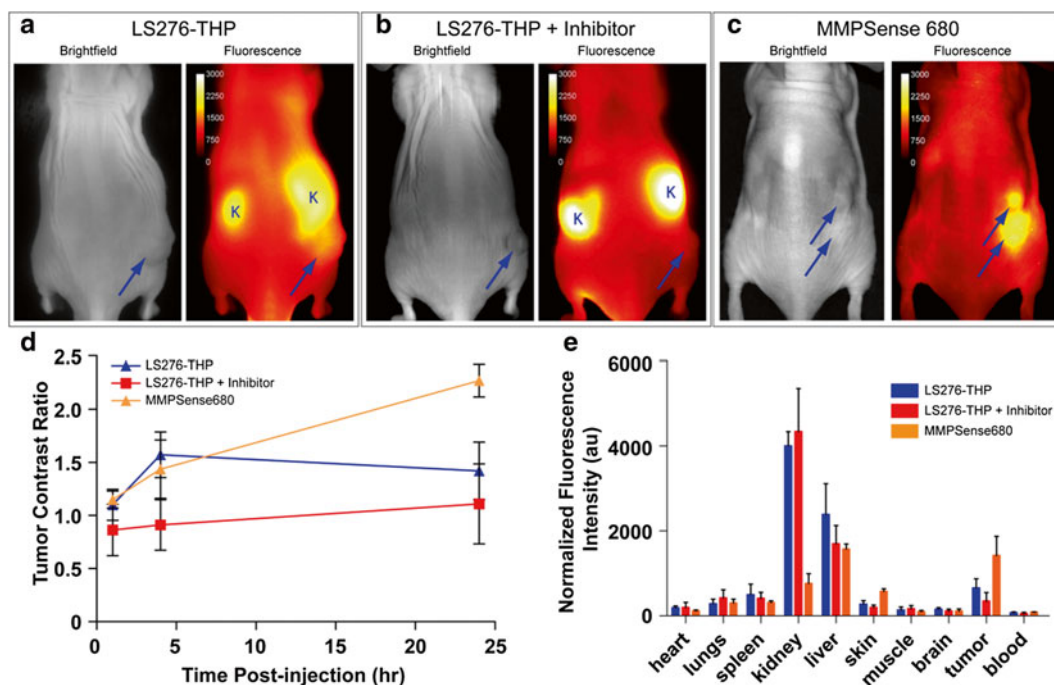 a LS276-THP
Brightfield Fluorescence
3000
2250
1500
750
0
K K
b LS276-THP + Inhibitor
Brightfield Fluorescence
3000
2250
1500
750
0
K K
c MMPSense 680
Brightfield Fluorescence
3000
2250
1500
750
0
d
LS276-THP
LS276-THP + Inhibitor
MMPSense680
Tumor Contrast Ratio
2.5
2.0
1.5
1.0
0.5
0
0 5 10 15 20 25
Time Post-injection (hr)
e
LS276-THP
LS276-THP + Inhibitor
MMPSense680
Normalized Fluorescence
Intensity (au)
6000
4000
2000
0
heart lungs spleen kidney liver skin muscle brain tumor blood